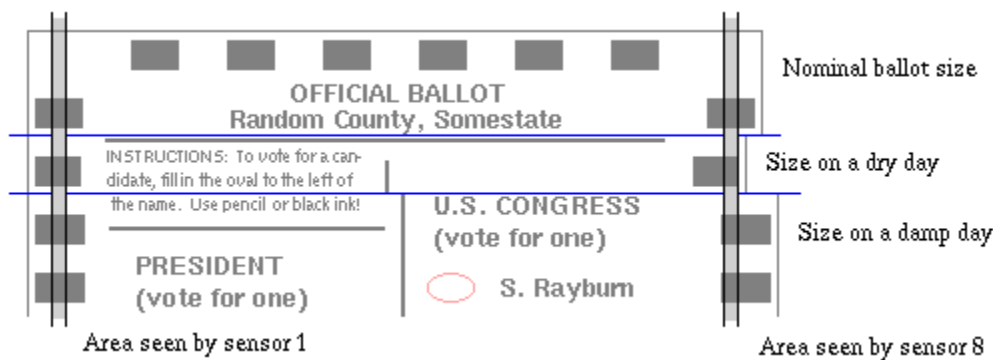 Nominal ballot size
OFFICIAL BALLOT
Random County, Somestate
INSTRUCTIONS: To vote for a can-
didate, fill in the oval to the left of
the name. Use pencil or black ink!
Size on a dry day
U.S. CONGRESS
(vote for one)
Size on a damp day
PRESIDENT
(vote for one)
S. Rayburn
Area seen by sensor 1
Area seen by sensor 8